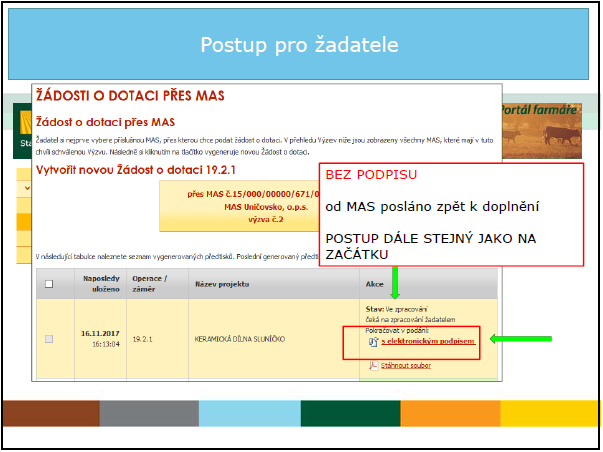 Postup pro žadatele
ŽÁDOSTI O DOTACI PŘES MAS
Portál farmáře
Žádost o dotaci přes MAS
Žadatel si nejprve vybere příslušnou MAS, přes kterou chce podat žádost o dotaci. V přehledu Výzev níže jsou zobrazeny všechny MAS, které mají v tuto
chvíli schválenou Výzvu. Následně si kliknutím na tlačítko vygeneruje novou Žádost o dotaci.
Vytvořit novou Žádost o dotaci 19.2.1
přes MAS č.15/000/00000/671/0
MAS Uničovsko, o.p.s.
výzva č.2
BEZ PODPISU
od MAS posláno zpět k doplnění
POSTUP DÁLE STEJNÝ JAKO NA
ZAČÁTKU
V následující tabulce naleznete seznam vygenerovaných předtisků. Poslední generovaný
Naposledy uloženo
Operace / záměr
Název projektu
Akce
16.11.2017
16:13:04
19.2.1
KERAMICKÁ DÍLNA SLUNÍČKO
Stav: Ve zpracování
čeká na zpracování žadatelem
Pokračovat v podání:
s elektronickým podpisem
Stáhnout soubor